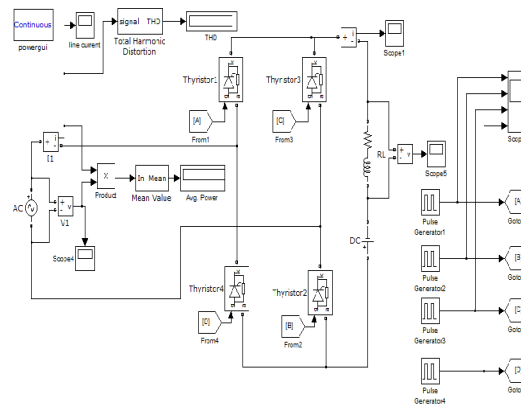 Continuous
powergui
line current
signal THD
Total Harmonic
Distortion
THD
+ i
-
Scope1
Thyristor1
Thyristor3
[A]
From1
[C]
From3
I1
AC
V1
Scope4
X
Product
In Mean
Mean Value
Avg. Power
RL
+ v
-
Scope5
DC
Thyristor4
Thyristor2
[D]
From4
[B]
From2
Pulse
Generator1
Pulse
Generator2
Pulse
Generator3
Pulse
Generator4